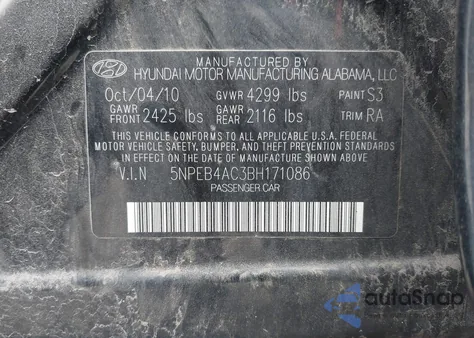 MANUFACTURED BY
HYUNDAI MOTOR MANUFACTURING ALABAMA, LLC
Oct/04/10 GVWR 4299 lbs PAINT S3
GAWR FRONT 2425 lbs GAWR REAR 2116 lbs TRIM RA
THIS VEHICLE CONFORMS TO ALL APPLICABLE U.S.A. FEDERAL
MOTOR VEHICLE SAFETY, BUMPER, AND THEFT PREVENTION STANDARDS
IN EFFECT ON THE DATE OF MANUFACTURE SHOWN ABOVE.
V.I.N 5NPEB4AC3BH171086
PASSENGER CAR
autoSnap